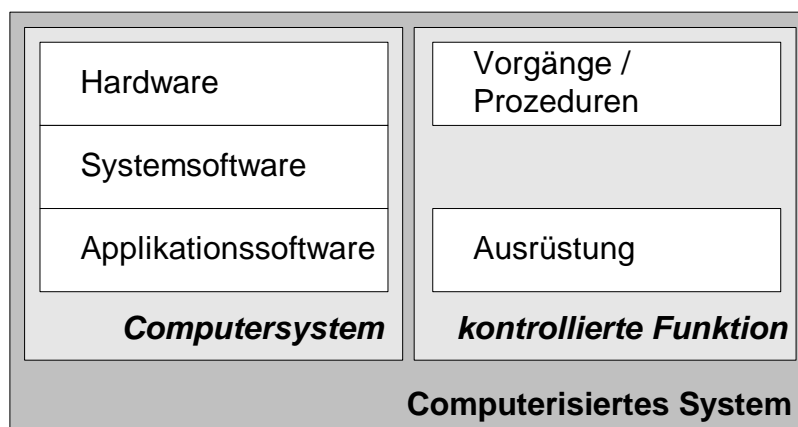 Hardware
Systemsoftware
Applikationssoftware
Computersystem
Vorgänge /
Prozeduren
Ausrüstung
kontrollierte Funktion
Computerisiertes System